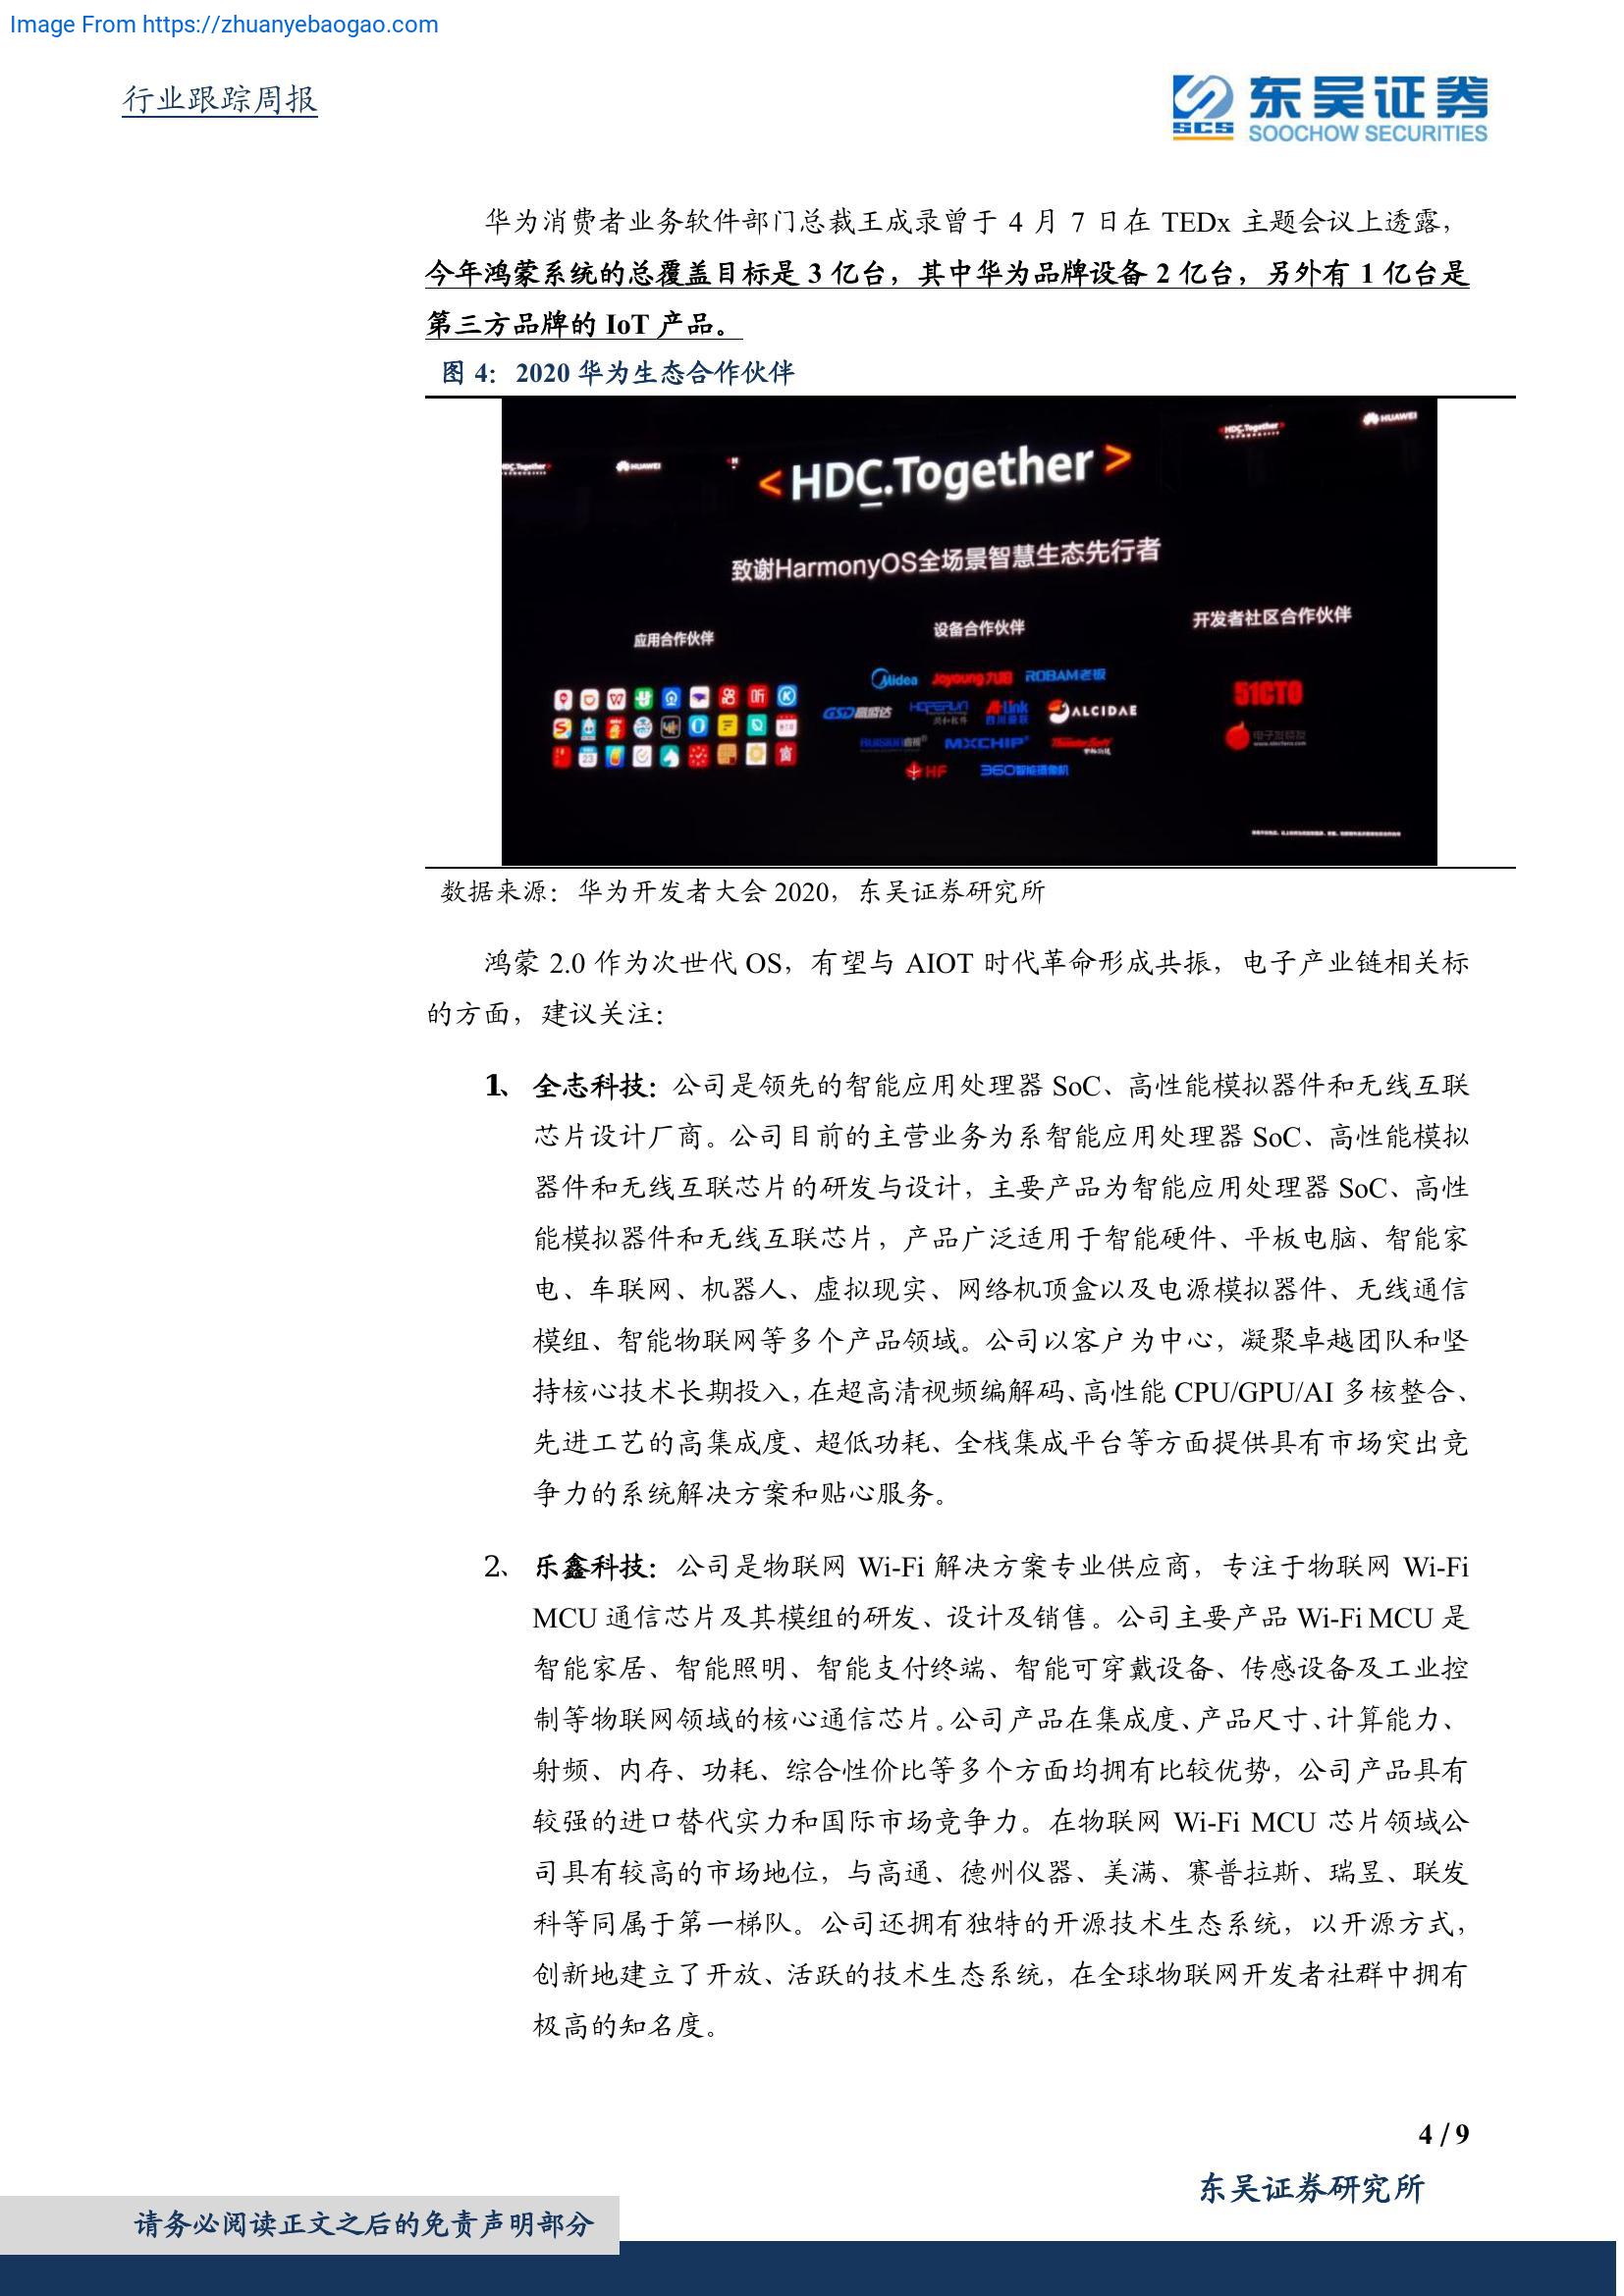 Image From https://zhuanyebaogao.com
行业跟踪周报
SCS
东吴证券
SOOCHOW SECURITIES
华为消费者业务软件部门总裁王成录曾于 4 月 7 日在 TEDx 主题会议上透露，
今年鸿蒙系统的总覆盖目标是 3 亿台，其中华为品牌设备 2 亿台，另外有 1 亿台是
第三方品牌的 IoT 产品。
图 4：2020 华为生态合作伙伴
HDC.Together
HUAWEI
HDC.Together
HUAWEI
<HDC.Together>
致谢HarmonyOS全场景智慧生态先行者
应用合作伙伴
设备合作伙伴
开发者社区合作伙伴
Midea Joyoung九阳 ROBAM老板
GSD高盛达 HOPERUN A-Link ALCIDAE
MXCHIP ThunderSoft
HF 360智能摄像机
51CTO
数据来源：华为开发者大会 2020，东吴证券研究所
鸿蒙 2.0 作为次世代 OS，有望与 AIOT 时代革命形成共振，电子产业链相关标
的方面，建议关注：
1、 全志科技：公司是领先的智能应用处理器 SoC、高性能模拟器件和无线互联
芯片设计厂商。公司目前的主营业务为系智能应用处理器 SoC、高性能模拟
器件和无线互联芯片的研发与设计，主要产品为智能应用处理器 SoC、高性
能模拟器件和无线互联芯片，产品广泛适用于智能硬件、平板电脑、智能家
电、车联网、机器人、虚拟现实、网络机顶盒以及电源模拟器件、无线通信
模组、智能物联网等多个产品领域。公司以客户为中心，凝聚卓越团队和坚
持核心技术长期投入，在超高清视频编解码、高性能 CPU/GPU/AI 多核整合、
先进工艺的高集成度、超低功耗、全栈集成平台等方面提供具有市场突出竞
争力的系统解决方案和贴心服务。
2、 乐鑫科技：公司是物联网 Wi-Fi 解决方案专业供应商，专注于物联网 Wi-Fi
MCU 通信芯片及其模组的研发、设计及销售。公司主要产品 Wi-Fi MCU 是
智能家居、智能照明、智能支付终端、智能可穿戴设备、传感设备及工业控
制等物联网领域的核心通信芯片。公司产品在集成度、产品尺寸、计算能力、
射频、内存、功耗、综合性价比等多个方面均拥有比较优势，公司产品具有
较强的进口替代实力和国际市场竞争力。在物联网 Wi-Fi MCU 芯片领域公
司具有较高的市场地位，与高通、德州仪器、美满、赛普拉斯、瑞昱、联发
科等同属于第一梯队。公司还拥有独特的开源技术生态系统，以开源方式，
创新地建立了开放、活跃的技术生态系统，在全球物联网开发者社群中拥有
极高的知名度。
4 / 9
东吴证券研究所
请务必阅读正文之后的免责声明部分